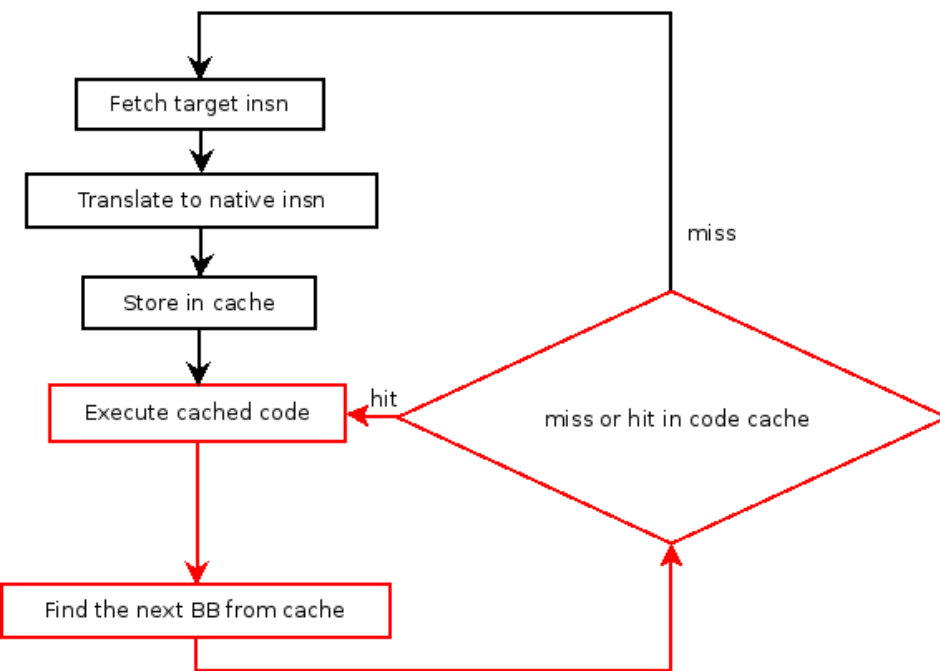 Fetch target insn
Translate to native insn
miss
Store in cache
hit
Execute cached code
miss or hit in code cache
Find the next BB from cache